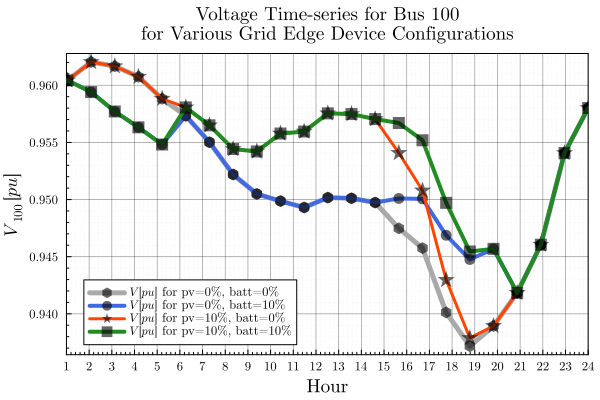 Voltage Time-series for Bus 100
for Various Grid Edge Device Configurations
0.960
0.955
0.950
0.945
0.940
V₁₀₀ [pu]
V[pu] for pv=0%, batt=0%
V[pu] for pv=0%, batt=10%
V[pu] for pv=10%, batt=0%
V[pu] for pv=10%, batt=10%
1 2 3 4 5 6 7 8 9 10 11 12 13 14 15 16 17 18 19 20 21 22 23 24
Hour